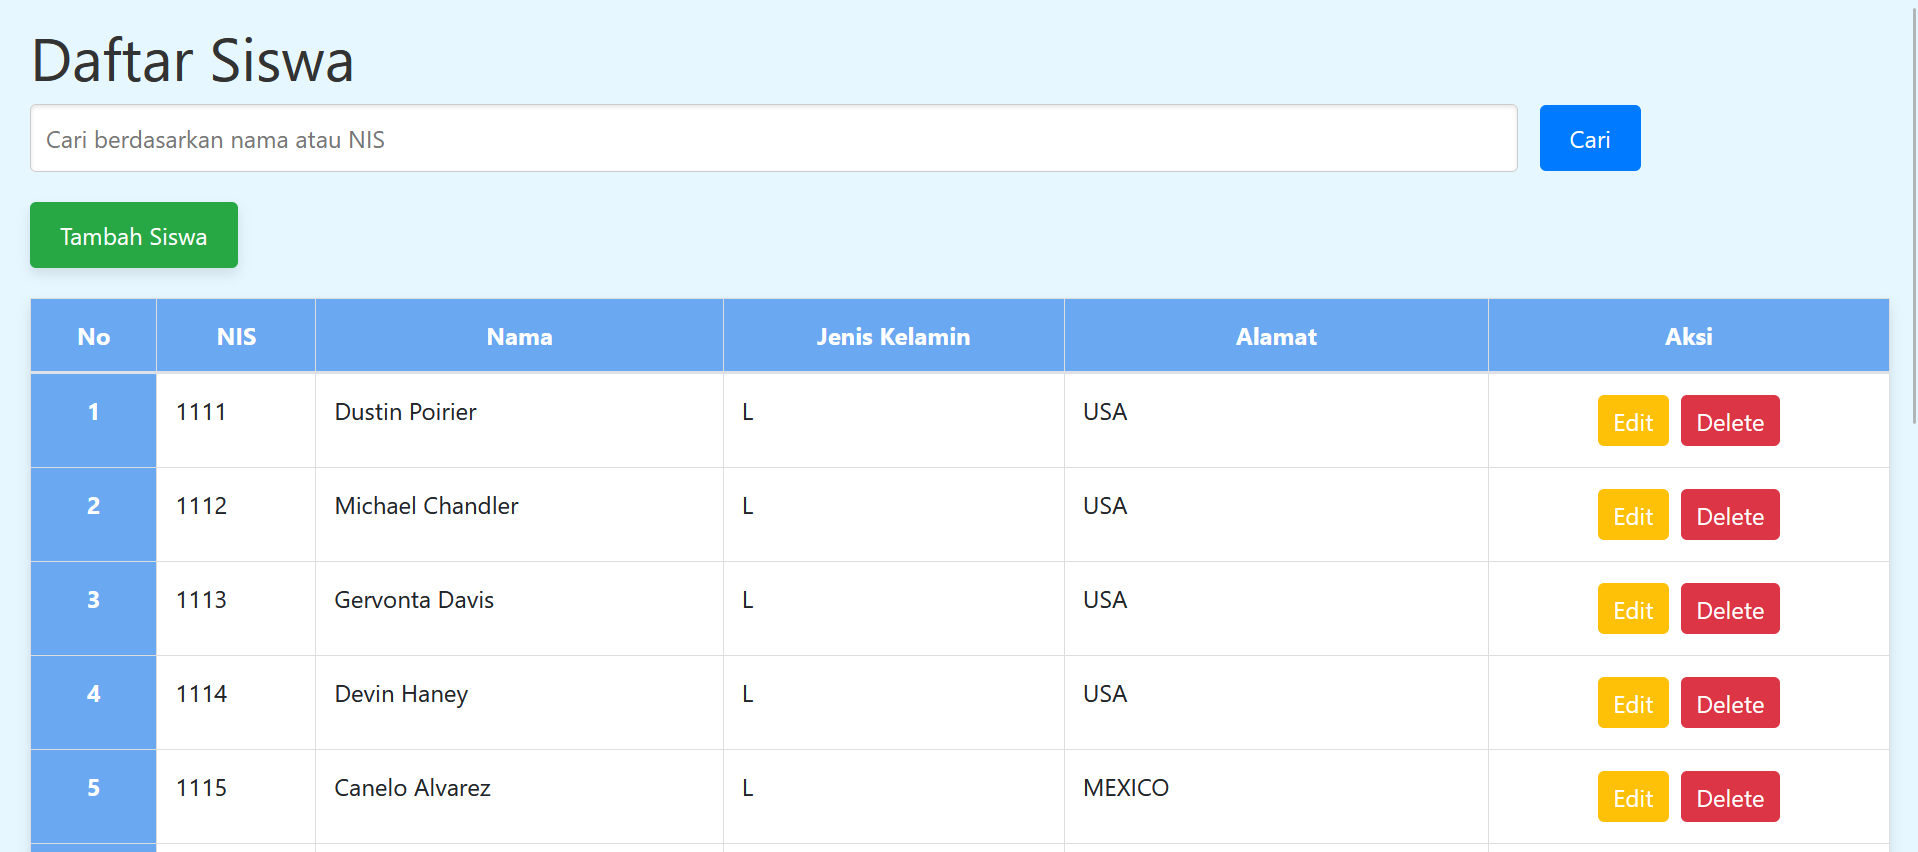 Daftar Siswa
Cari berdasarkan nama atau NIS Cari
Tambah Siswa
No NIS Nama Jenis Kelamin Alamat Aksi
1 1111 Dustin Poirier L USA Edit Delete
2 1112 Michael Chandler L USA Edit Delete
3 1113 Gervonta Davis L USA Edit Delete
4 1114 Devin Haney L USA Edit Delete
5 1115 Canelo Alvarez L MEXICO Edit Delete